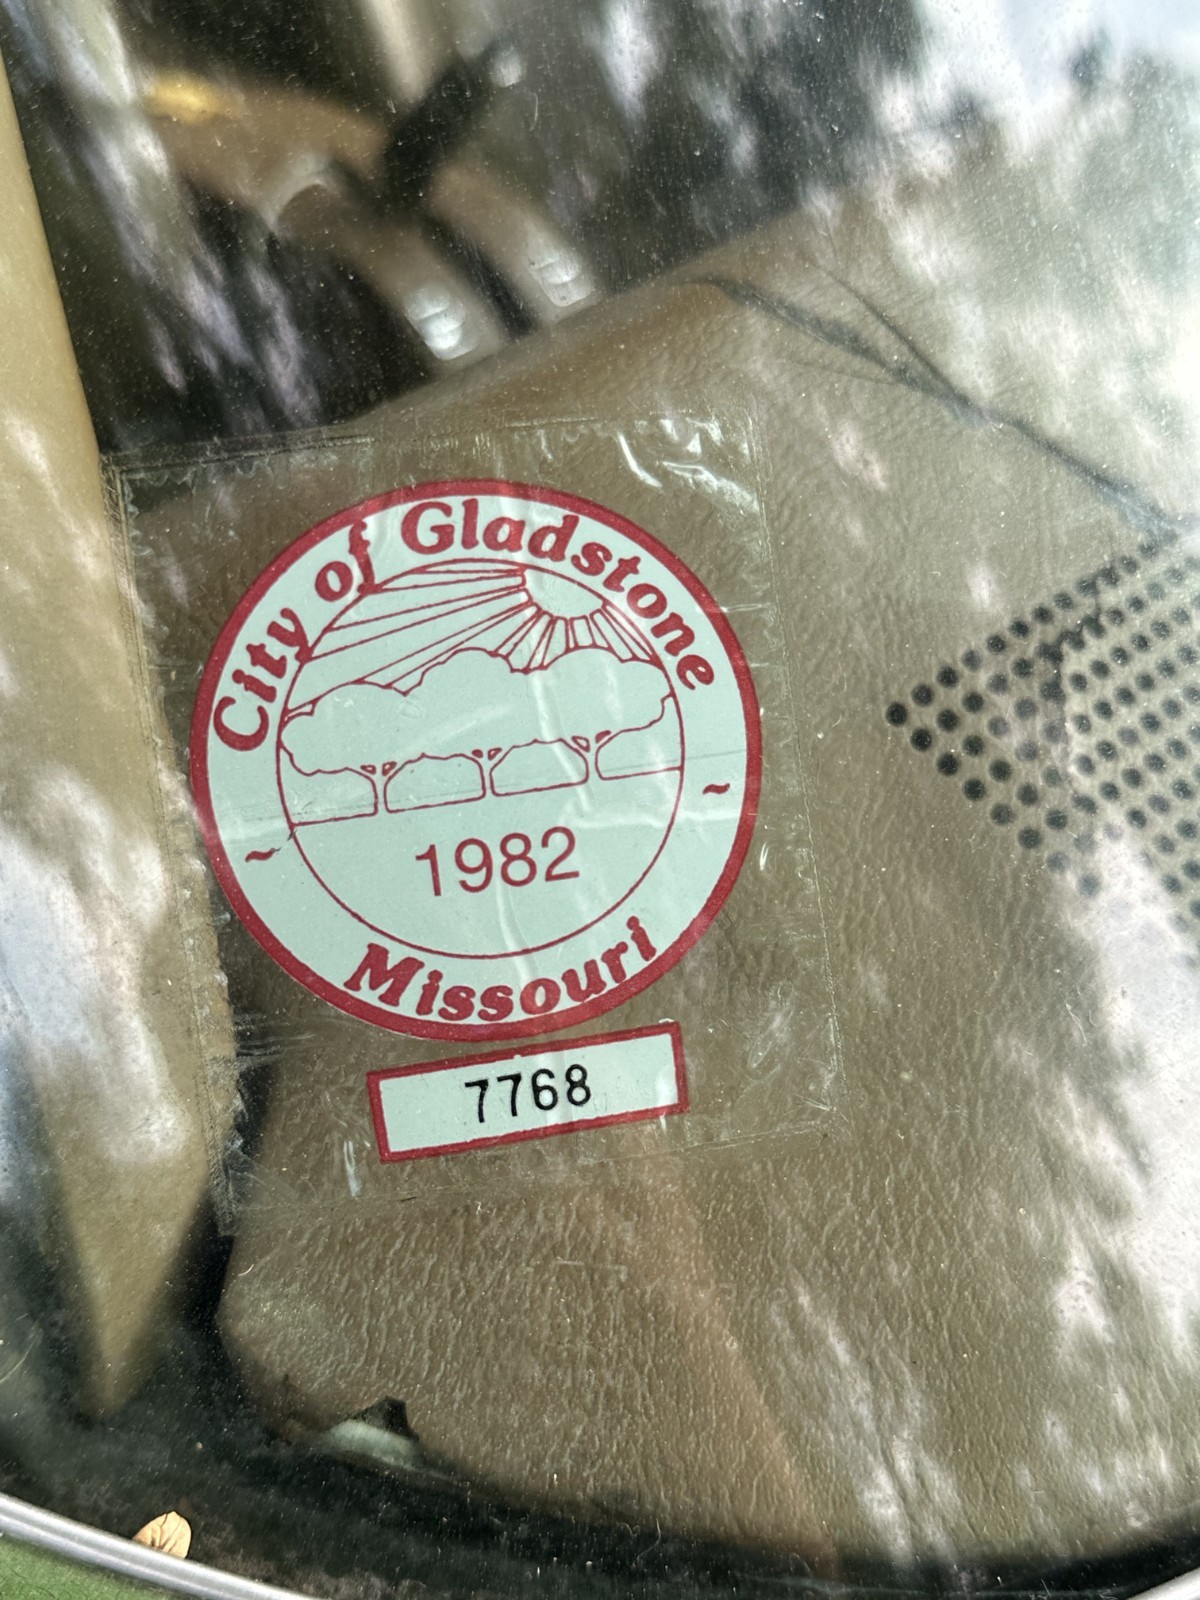 City of Gladstone
~ ~
1982
Missouri
7768